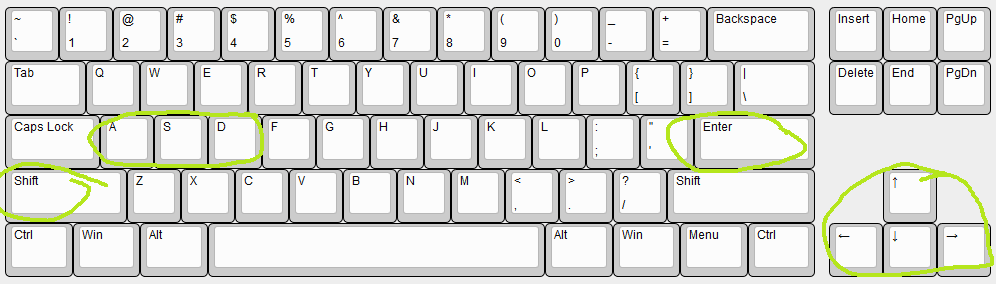 ~ ! @ # $ % ^ & * ( ) _ + Backspace Insert Home PgUp
` 1 2 3 4 5 6 7 8 9 0 - =
Tab Q W E R T Y U I O P { } | Delete End PgDn
[ ] \
Caps Lock A S D F G H J K L : " Enter
; '
Shift Z X C V B N M < > ? Shift ↑
, . /
Ctrl Win Alt Alt Win Menu Ctrl ← ↓ →